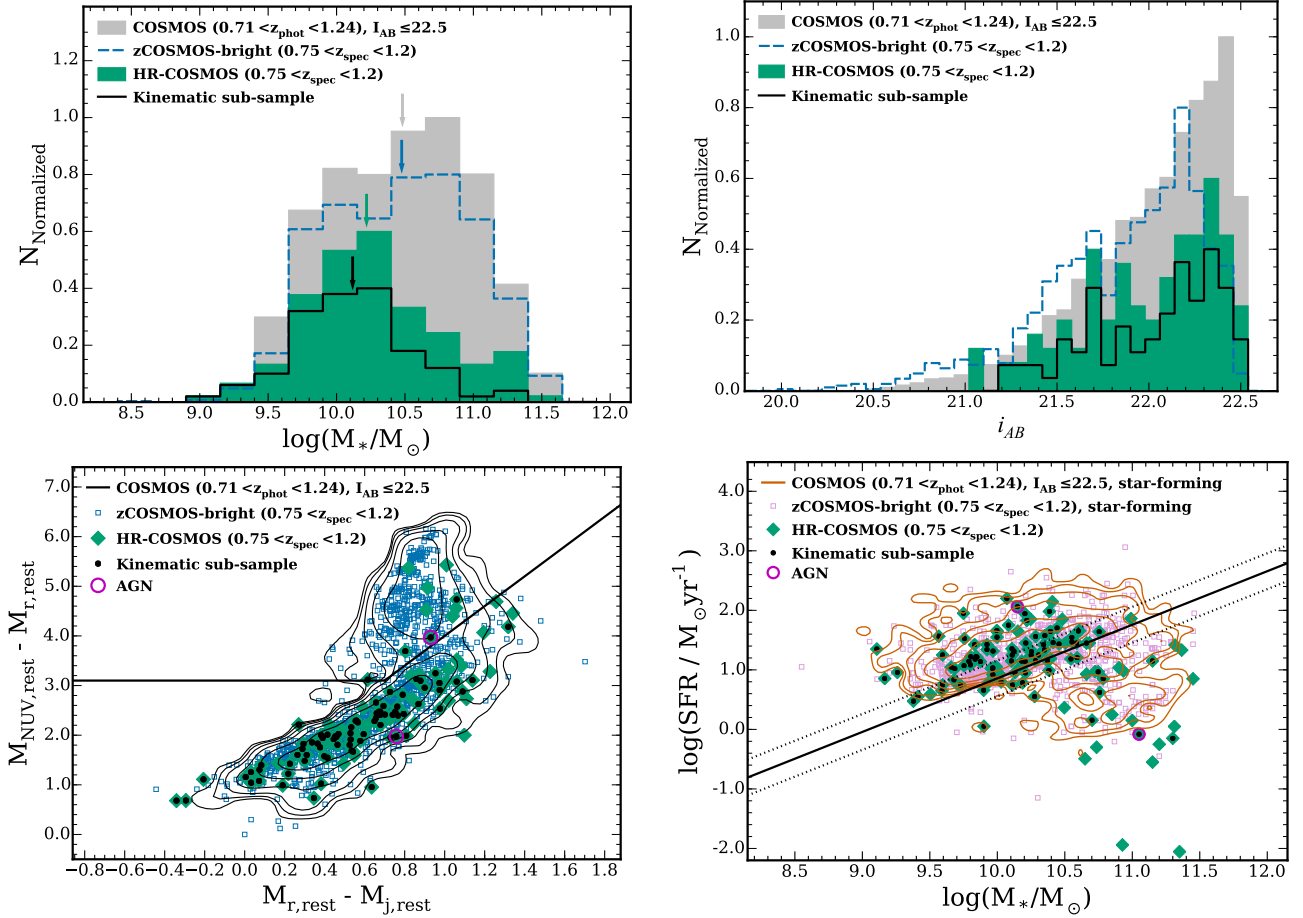 COSMOS (0.71 < z_phot < 1.24), I_AB ≤ 22.5
zCOSMOS-bright (0.75 < z_spec < 1.2)
HR-COSMOS (0.75 < z_spec < 1.2)
Kinematic sub-sample
N_Normalized
1.2
1.0
0.8
0.6
0.4
0.2
0.0
8.5 9.0 9.5 10.0 10.5 11.0 11.5 12.0
log(M_*/M_⊙)
COSMOS (0.71 < z_phot < 1.24), I_AB ≤ 22.5
zCOSMOS-bright (0.75 < z_spec < 1.2)
HR-COSMOS (0.75 < z_spec < 1.2)
Kinematic sub-sample
N_Normalized
1.0
0.8
0.6
0.4
0.2
0.0
20.0 20.5 21.0 21.5 22.0 22.5
i_AB
COSMOS (0.71 < z_phot < 1.24), I_AB ≤ 22.5
zCOSMOS-bright (0.75 < z_spec < 1.2)
HR-COSMOS (0.75 < z_spec < 1.2)
Kinematic sub-sample
AGN
M_NUV,rest - M_r,rest
7.0
6.0
5.0
4.0
3.0
2.0
1.0
0.0
−0.8 −0.6 −0.4 −0.2 0.0 0.2 0.4 0.6 0.8 1.0 1.2 1.4 1.6 1.8
M_r,rest - M_j,rest
COSMOS (0.71 < z_phot < 1.24), I_AB ≤ 22.5, star-forming
zCOSMOS-bright (0.75 < z_spec < 1.2), star-forming
HR-COSMOS (0.75 < z_spec < 1.2)
Kinematic sub-sample
AGN
log(SFR / M_⊙yr^-1)
4.0
3.0
2.0
1.0
0.0
-1.0
-2.0
8.5 9.0 9.5 10.0 10.5 11.0 11.5 12.0
log(M_*/M_⊙)